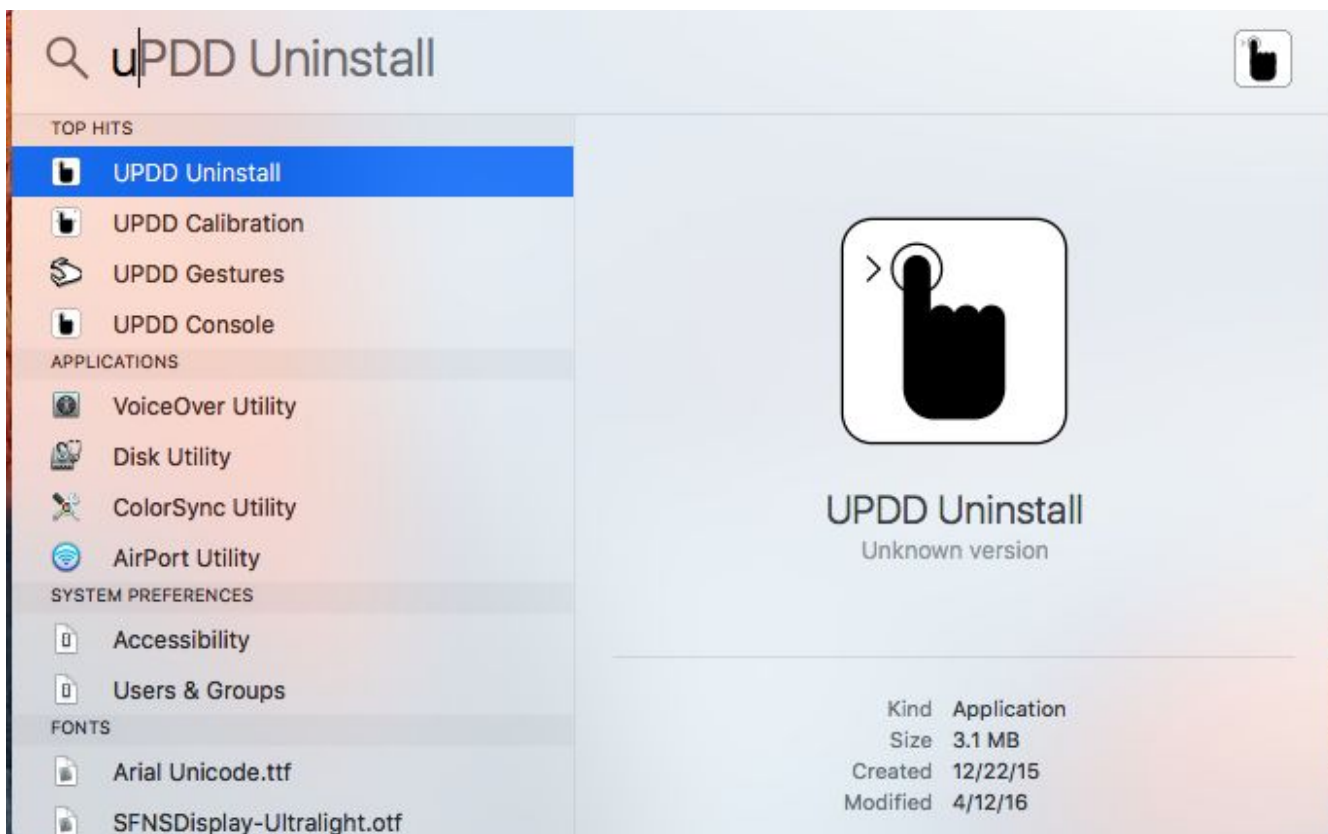 uPDD Uninstall
TOP HITS
UPDD Uninstall
UPDD Calibration
UPDD Gestures
UPDD Console
APPLICATIONS
VoiceOver Utility
Disk Utility
ColorSync Utility
AirPort Utility
SYSTEM PREFERENCES
Accessibility
Users & Groups
FONTS
Arial Unicode.ttf
SFNSDisplay-Ultralight.otf
UPDD Uninstall
Unknown version
Kind Application
Size 3.1 MB
Created 12/22/15
Modified 4/12/16